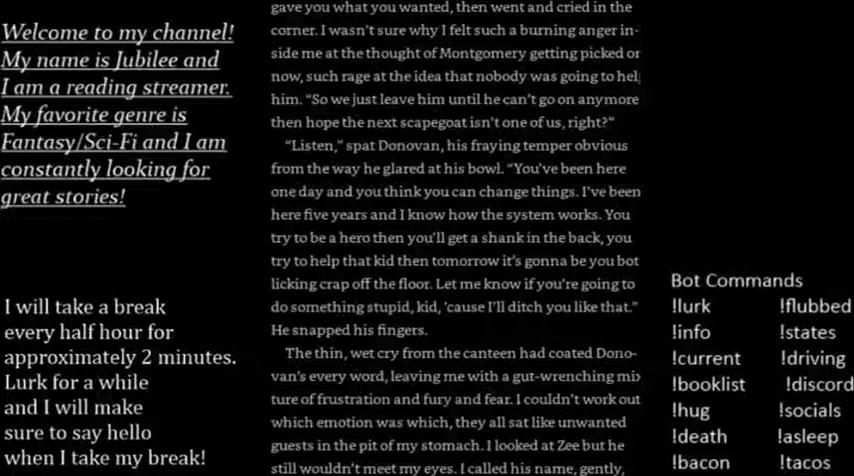 Welcome to my channel!
My name is Jubilee and
I am a reading streamer.
My favorite genre is
Fantasy/Sci-Fi and I am
constantly looking for
great stories!
I will take a break
every half hour for
approximately 2 minutes.
Lurk for a while
and I will make
sure to say hello
when I take my break!
gave you what you wanted, then went and cried in the
corner. I wasn't sure why I felt such a burning anger in-
side me at the thought of Montgomery getting picked on
now, such rage at the idea that nobody was going to help
him. “So we just leave him until he can't go on anymore
then hope the next scapegoat isn't one of us, right?”
“Listen,” spat Donovan, his fraying temper obvious
from the way he glared at his bowl. “You've been here
one day and you think you can change things. I've been
here five years and I know how the system works. You
try to be a hero then you'll get a shank in the back, you
try to help that kid then tomorrow it's gonna be you bot
licking crap off the floor. Let me know if you're going to
do something stupid, kid, 'cause I'll ditch you like that.”
He snapped his fingers.
The thin, wet cry from the canteen had coated Dono-
van's every word, leaving me with a gut-wrenching mix
ture of frustration and fury and fear. I couldn't work out
which emotion was which, they all sat like unwanted
guests in the pit of my stomach. I looked at Zee but he
still wouldn't meet my eyes. I called his name, gently,
Bot Commands
!lurk !flubbed
!info !states
!current !driving
!booklist !discord
!hug !socials
!death !asleep
!bacon !tacos